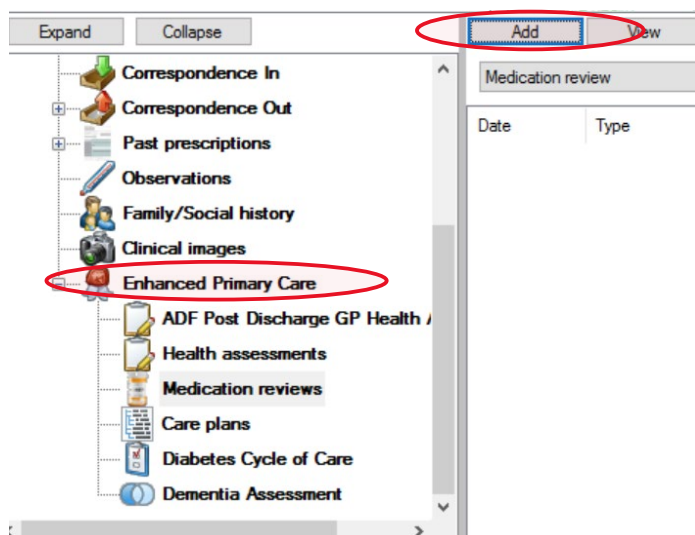 Expand Collapse
Correspondence In
Correspondence Out
Past prescriptions
Observations
Family/Social history
Clinical images
Enhanced Primary Care
ADF Post Discharge GP Health
Health assessments
Medication reviews
Care plans
Diabetes Cycle of Care
Dementia Assessment
Add View
Medication review
Date Type